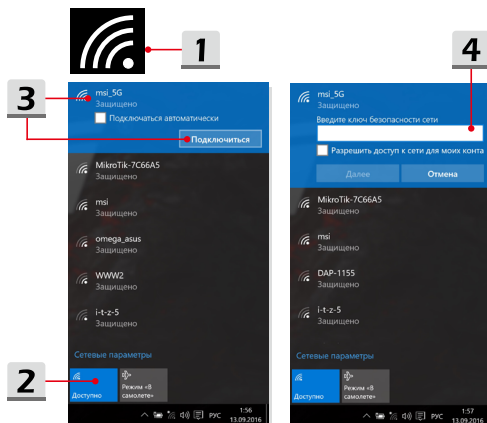 1
3
msi_5G
Защищено
Подключаться автоматически
Подключиться
MikroTik-7C66A5
Защищено
msi
Защищено
omega_asus
Защищено
WWW2
Защищено
i-t-z-5
Защищено
Сетевые параметры
2
Доступно
Режим «В
самолете»
РУС
1:56
13.09.2016
4
msi_5G
Защищено
Введите ключ безопасности сети
Разрешить доступ к сети для моих конта
Далее
Отмена
MikroTik-7C66A5
Защищено
msi
Защищено
DAP-1155
Защищено
i-t-z-5
Защищено
Сетевые параметры
Доступно
Режим «В
самолете»
РУС
1:57
13.09.2016